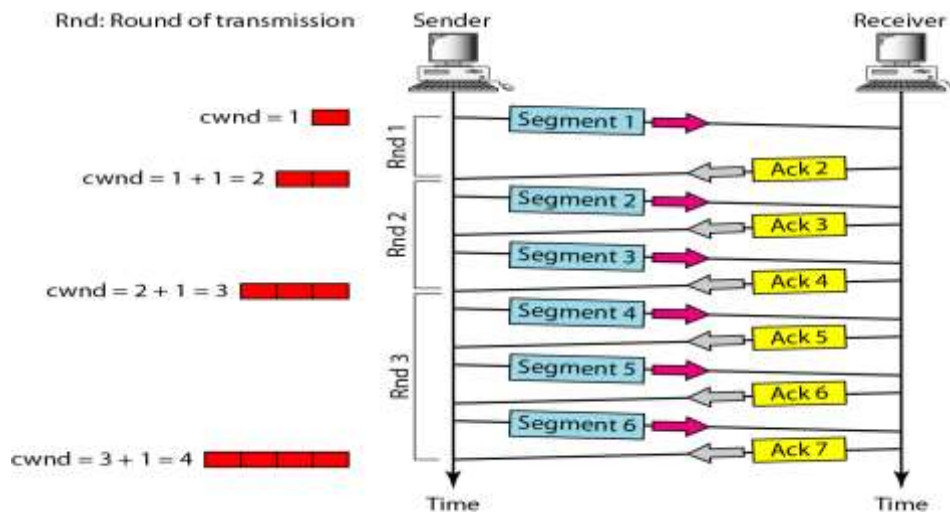 Rnd: Round of transmission
Sender
Receiver
cwnd = 1
Rnd 1
Segment 1
Ack 2
cwnd = 1 + 1 = 2
Rnd 2
Segment 2
Ack 3
Segment 3
Ack 4
cwnd = 2 + 1 = 3
Rnd 3
Segment 4
Ack 5
Segment 5
Ack 6
Segment 6
Ack 7
cwnd = 3 + 1 = 4
Time
Time